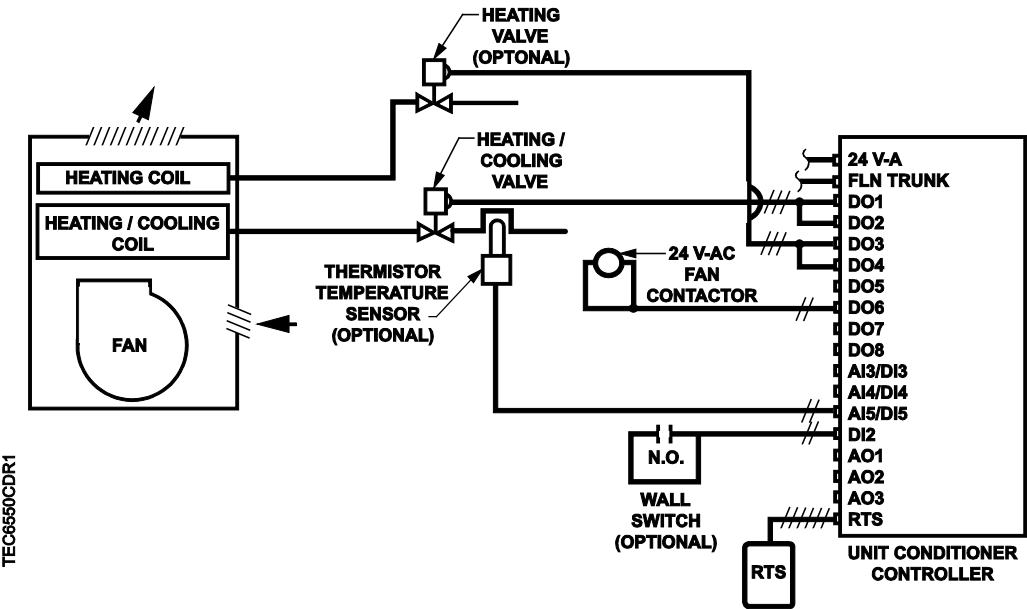 HEATING
VALVE
(OPTONAL)
HEATING /
COOLING
VALVE
HEATING COIL
HEATING / COOLING
COIL
FAN
THERMISTOR
TEMPERATURE
SENSOR
(OPTIONAL)
24 V-AC
FAN
CONTACTOR
N.O.
WALL
SWITCH
(OPTIONAL)
RTS
24 V-A
FLN TRUNK
DO1
DO2
DO3
DO4
DO5
DO6
DO7
DO8
AI3/DI3
AI4/DI4
AI5/DI5
DI2
AO1
AO2
AO3
RTS
UNIT CONDITIONER
CONTROLLER
TEC6550CDR1